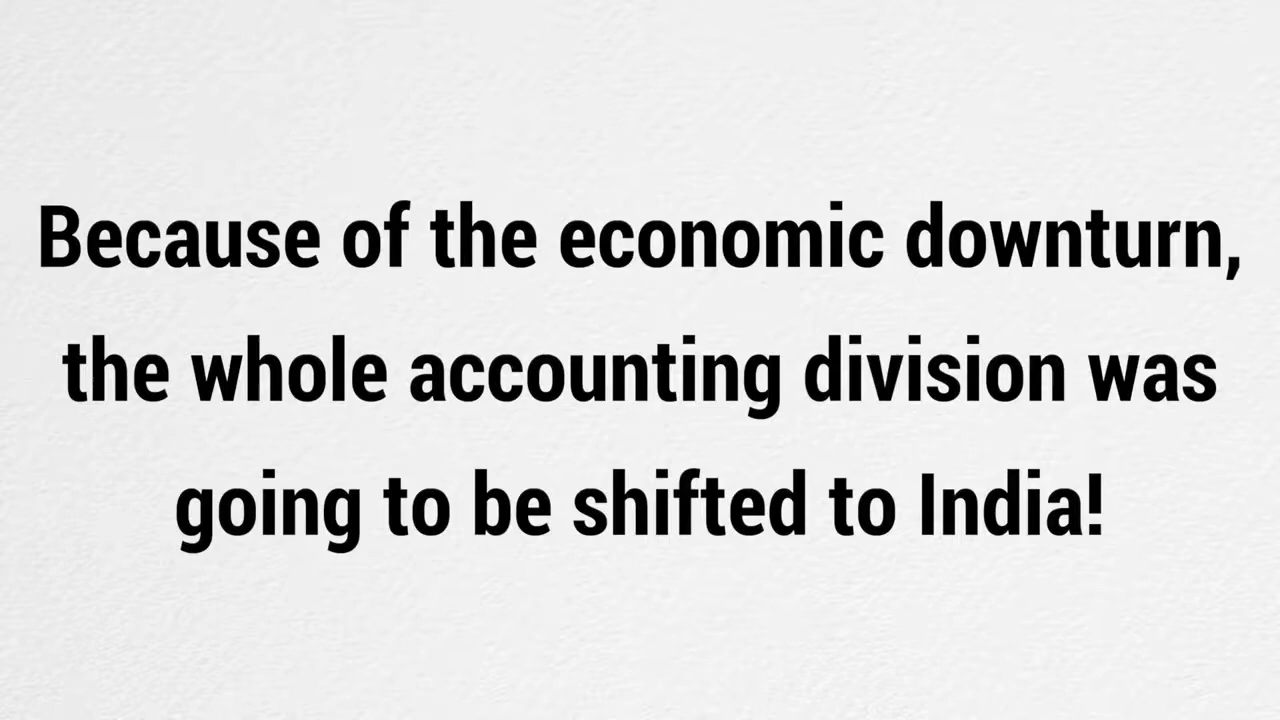 Because of the economic downturn,
the whole accounting division was
going to be shifted to India!